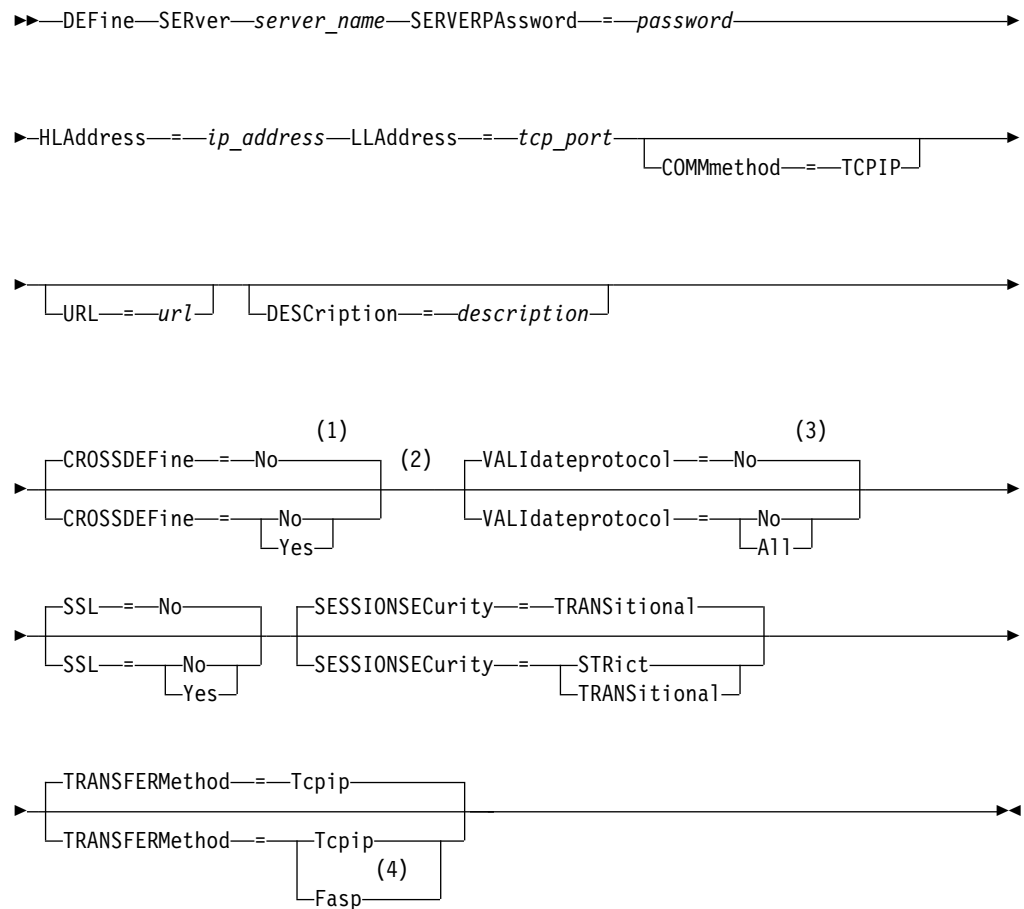 DEFine SERver server_name SERVERPAssword = password
HLAddress = ip_address LLAddress = tcp_port
COMMmethod = TCPIP
URL = url DESCription = description
(1) (3)
CROSSDEFine = No (2) VALIdateprotocol = No
CROSSDEFine = No VALIdateprotocol = No
Yes All
SSL = No SESSIONSECurity = TRANSitional
SSL = No SESSIONSECurity = STRict
Yes TRANSitional
TRANSFERMethod = Tcpip
TRANSFERMethod = Tcpip
(4)
Fasp